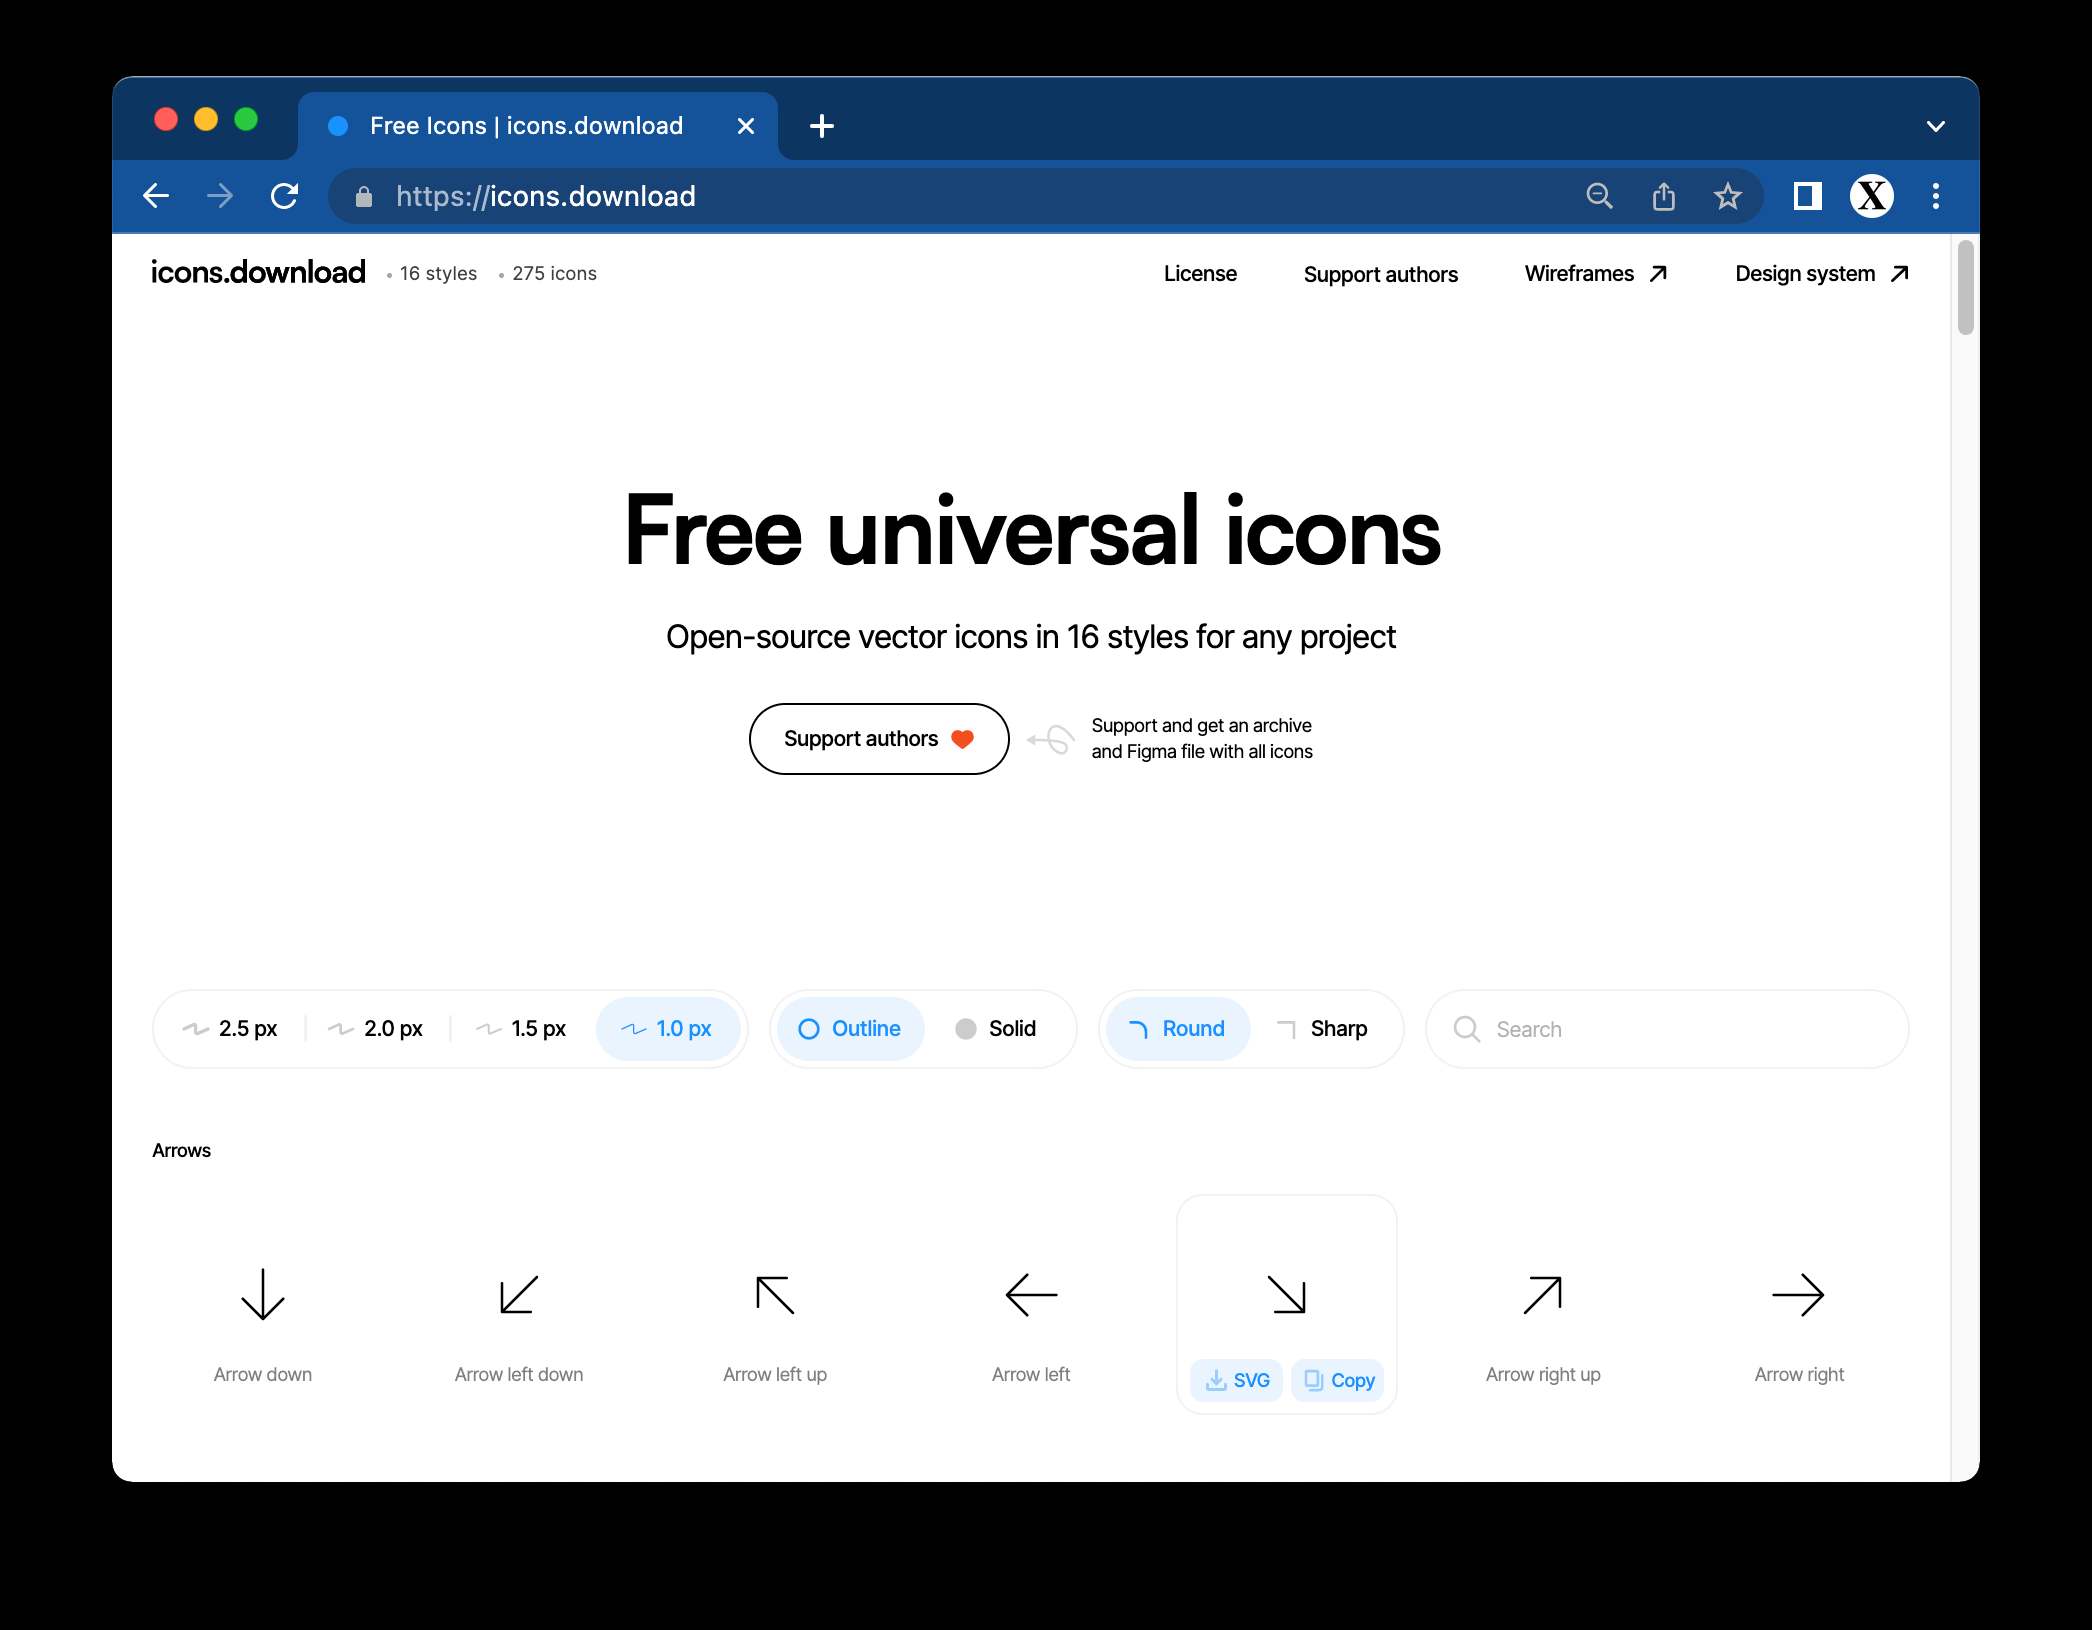 Free Icons | icons.download
https://icons.download
X
icons.download • 16 styles • 275 icons
License Support authors Wireframes Design system
Free universal icons
Open-source vector icons in 16 styles for any project
Support authors
Support and get an archive
and Figma file with all icons
2.5 px 2.0 px 1.5 px 1.0 px Outline Solid Round Sharp Search
Arrows
Arrow down Arrow left down Arrow left up Arrow left SVG Copy Arrow right up Arrow right